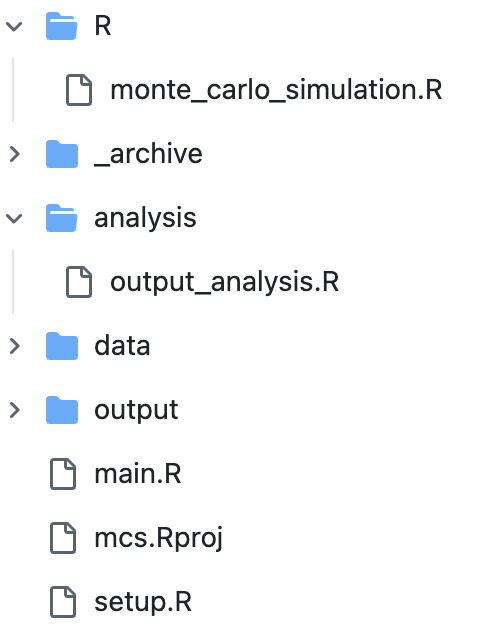 R
monte_carlo_simulation.R
_archive
analysis
output_analysis.R
data
output
main.R
mcs.Rproj
setup.R